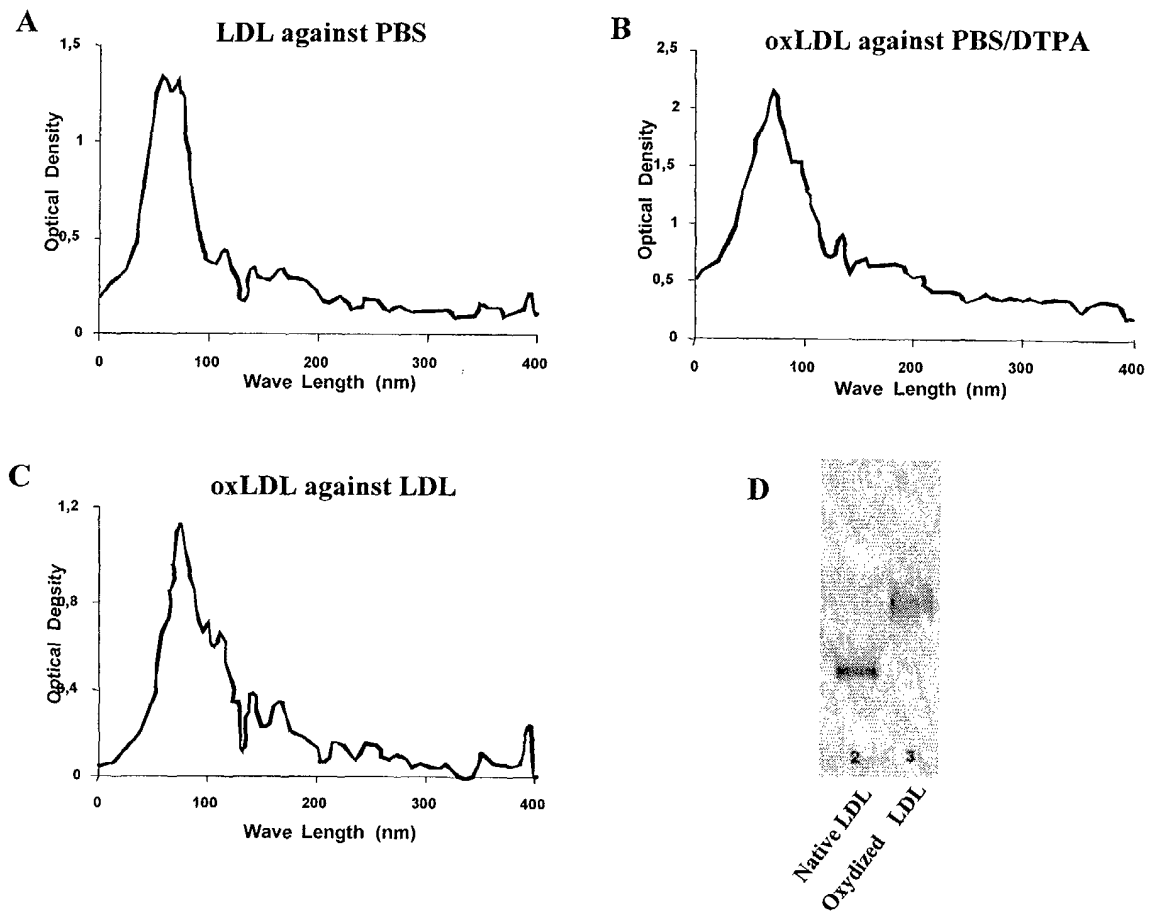 A
LDL against PBS
1,5
1
0,5
0
Optical Density
0 100 200 300 400
Wave Length (nm)
B
oxLDL against PBS/DTPA
2,5
2
1,5
1
0,5
0
Optical Density
0 100 200 300 400
Wave Length (nm)
C
oxLDL against LDL
1,2
0,8
0,4
0
Optical Density
0 100 200 300 400
Wave Length (nm)
D
2 3
Native LDL
Oxydized LDL